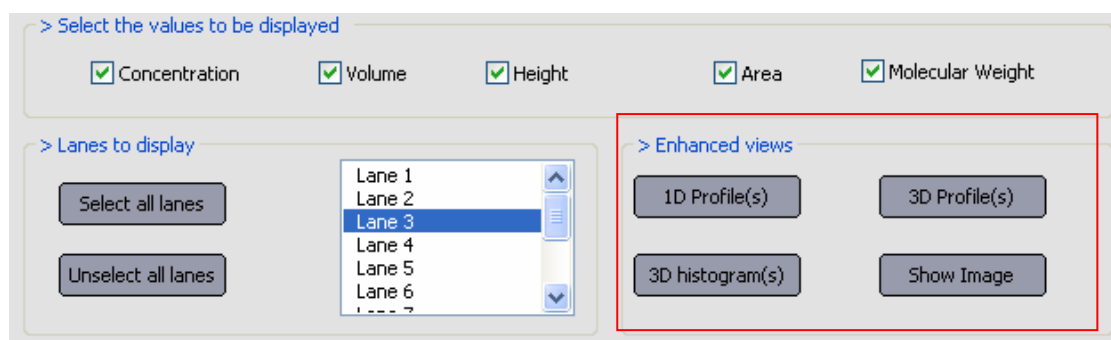 > Select the values to be displayed
Concentration Volume Height Area Molecular Weight
> Lanes to display
Select all lanes
Unselect all lanes
Lane 1
Lane 2
Lane 3
Lane 4
Lane 5
Lane 6
Lane 7
> Enhanced views
1D Profile(s) 3D Profile(s)
3D histogram(s) Show Image